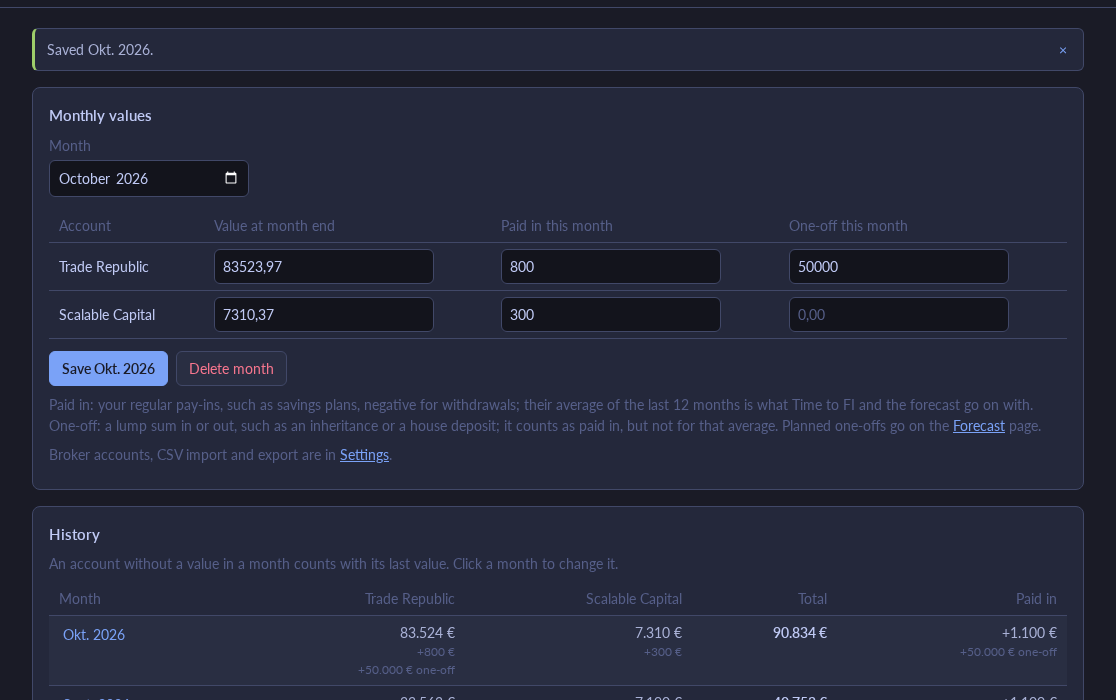 Saved Okt. 2026.
×
Monthly values
Month
October 2026
Account Value at month end Paid in this month One-off this month
Trade Republic 83523,97 800 50000
Scalable Capital 7310,37 300 0,00
Save Okt. 2026 Delete month
Paid in: your regular pay-ins, such as savings plans, negative for withdrawals; their average of the last 12 months is what Time to FI and the forecast go on with.
One-off: a lump sum in or out, such as an inheritance or a house deposit; it counts as paid in, but not for that average. Planned one-offs go on the Forecast page.
Broker accounts, CSV import and export are in Settings.
History
An account without a value in a month counts with its last value. Click a month to change it.
Month Trade Republic Scalable Capital Total Paid in
Okt. 2026 83.524 € 7.310 € 90.834 € +1.100 €
+800 € +300 € +50.000 € one-off
+50.000 € one-off